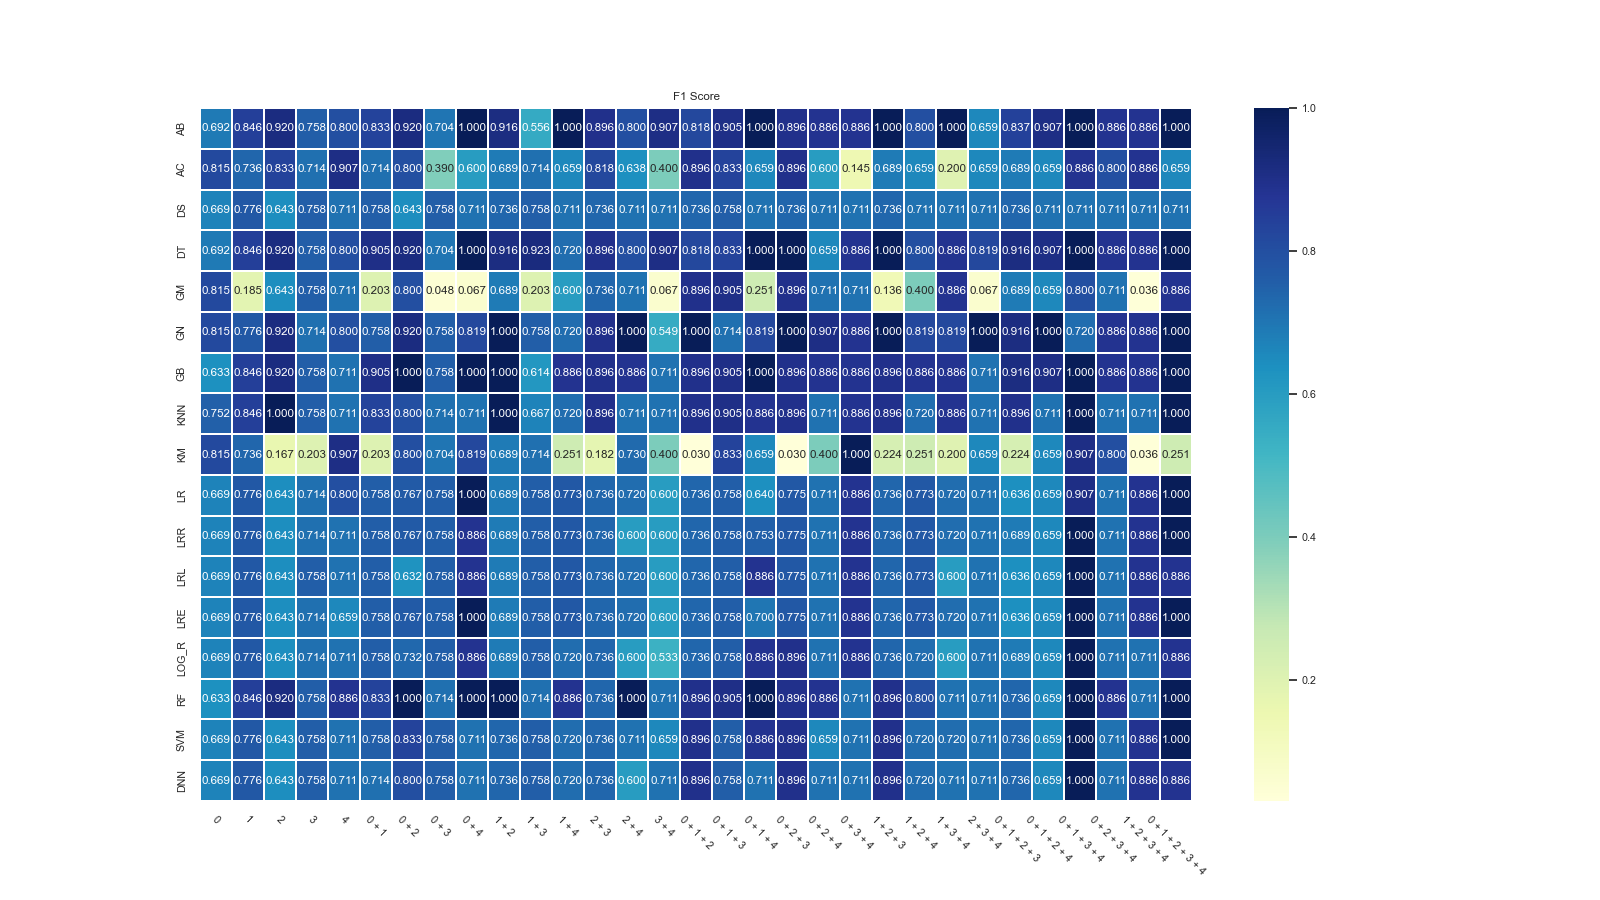 F1 Score
AB 0.692 0.846 0.920 0.758 0.800 0.833 0.920 0.704 1.000 0.916 0.556 1.000 0.896 0.800 0.907 0.818 0.905 1.000 0.896 0.886 0.886 1.000 0.800 1.000 0.659 0.837 0.907 1.000 0.886 0.886 1.000
AC 0.815 0.736 0.833 0.714 0.907 0.714 0.800 0.390 0.600 0.689 0.714 0.659 0.818 0.638 0.400 0.896 0.833 0.659 0.896 0.600 0.145 0.689 0.659 0.200 0.659 0.689 0.659 0.886 0.800 0.886 0.659
DS 0.669 0.776 0.643 0.758 0.711 0.758 0.643 0.758 0.711 0.736 0.758 0.711 0.736 0.711 0.711 0.736 0.758 0.711 0.736 0.711 0.711 0.736 0.711 0.711 0.711 0.736 0.711 0.711 0.711 0.711 0.711
DT 0.692 0.846 0.920 0.758 0.800 0.905 0.920 0.704 1.000 0.916 0.923 0.720 0.896 0.800 0.907 0.818 0.833 1.000 1.000 0.659 0.886 1.000 0.800 0.886 0.819 0.916 0.907 1.000 0.886 0.886 1.000
GM 0.815 0.185 0.643 0.758 0.711 0.203 0.800 0.048 0.067 0.689 0.203 0.600 0.736 0.711 0.067 0.896 0.905 0.251 0.896 0.711 0.711 0.136 0.400 0.886 0.067 0.689 0.659 0.800 0.711 0.036 0.886
GN 0.815 0.776 0.920 0.714 0.800 0.758 0.920 0.758 0.819 1.000 0.758 0.720 0.896 1.000 0.549 1.000 0.714 0.819 1.000 0.907 0.886 1.000 0.819 0.819 1.000 0.916 1.000 0.720 0.886 0.886 1.000
GB 0.633 0.846 0.920 0.758 0.711 0.905 1.000 0.758 1.000 1.000 0.614 0.886 0.896 0.886 0.711 0.896 0.905 1.000 0.896 0.886 0.886 0.896 0.886 0.886 0.711 0.916 0.907 1.000 0.886 0.886 1.000
KNN 0.752 0.846 1.000 0.758 0.711 0.833 0.800 0.714 0.711 1.000 0.667 0.720 0.896 0.711 0.711 0.896 0.905 0.886 0.896 0.711 0.886 0.896 0.720 0.886 0.711 0.896 0.711 1.000 0.711 0.711 1.000
KM 0.815 0.736 0.167 0.203 0.907 0.203 0.800 0.704 0.819 0.689 0.714 0.251 0.182 0.730 0.400 0.030 0.833 0.659 0.030 0.400 1.000 0.224 0.251 0.200 0.659 0.224 0.659 0.907 0.800 0.036 0.251
LR 0.669 0.776 0.643 0.714 0.800 0.758 0.767 0.758 1.000 0.689 0.758 0.773 0.736 0.720 0.600 0.736 0.758 0.640 0.775 0.711 0.886 0.736 0.773 0.720 0.711 0.636 0.659 0.907 0.711 0.886 1.000
LRR 0.669 0.776 0.643 0.714 0.711 0.758 0.767 0.758 0.886 0.689 0.758 0.773 0.736 0.600 0.600 0.736 0.758 0.753 0.775 0.711 0.886 0.736 0.773 0.720 0.711 0.689 0.659 1.000 0.711 0.886 1.000
LRL 0.669 0.776 0.643 0.758 0.711 0.758 0.632 0.758 0.886 0.689 0.758 0.773 0.736 0.720 0.600 0.736 0.758 0.886 0.775 0.711 0.886 0.736 0.773 0.600 0.711 0.636 0.659 1.000 0.711 0.886 0.886
LRE 0.669 0.776 0.643 0.714 0.659 0.758 0.767 0.758 1.000 0.689 0.758 0.773 0.736 0.720 0.600 0.736 0.758 0.700 0.775 0.711 0.886 0.736 0.773 0.720 0.711 0.636 0.659 1.000 0.711 0.886 1.000
LOG_R 0.669 0.776 0.643 0.714 0.711 0.758 0.732 0.758 0.886 0.689 0.758 0.720 0.736 0.600 0.533 0.736 0.758 0.886 0.896 0.711 0.886 0.736 0.720 0.600 0.711 0.689 0.659 1.000 0.711 0.711 0.886
RF 0.633 0.846 0.920 0.758 0.886 0.833 1.000 0.714 1.000 1.000 0.714 0.886 0.736 1.000 0.711 0.896 0.905 1.000 0.896 0.886 0.711 0.896 0.800 0.711 0.711 0.736 0.659 1.000 0.886 0.711 1.000
SVM 0.669 0.776 0.643 0.758 0.711 0.758 0.833 0.758 0.711 0.736 0.758 0.720 0.736 0.711 0.659 0.896 0.758 0.886 0.896 0.659 0.711 0.896 0.720 0.720 0.711 0.736 0.659 1.000 0.711 0.886 1.000
DNN 0.669 0.776 0.643 0.758 0.711 0.714 0.800 0.758 0.711 0.736 0.758 0.720 0.736 0.600 0.711 0.896 0.758 0.711 0.896 0.711 0.711 0.896 0.720 0.711 0.711 0.736 0.659 1.000 0.711 0.886 0.886
0
1
2
3
4
0 + 1
0 + 2
0 + 3
0 + 4
1 + 2
1 + 3
1 + 4
2 + 3
2 + 4
3 + 4
0 + 1 + 2
0 + 1 + 3
0 + 1 + 4
0 + 2 + 3
0 + 2 + 4
0 + 3 + 4
1 + 2 + 3
1 + 2 + 4
1 + 3 + 4
2 + 3 + 4
0 + 1 + 2 + 3
0 + 1 + 2 + 4
0 + 1 + 3 + 4
0 + 2 + 3 + 4
1 + 2 + 3 + 4
0 + 1 + 2 + 3 + 4
1.0
0.8
0.6
0.4
0.2